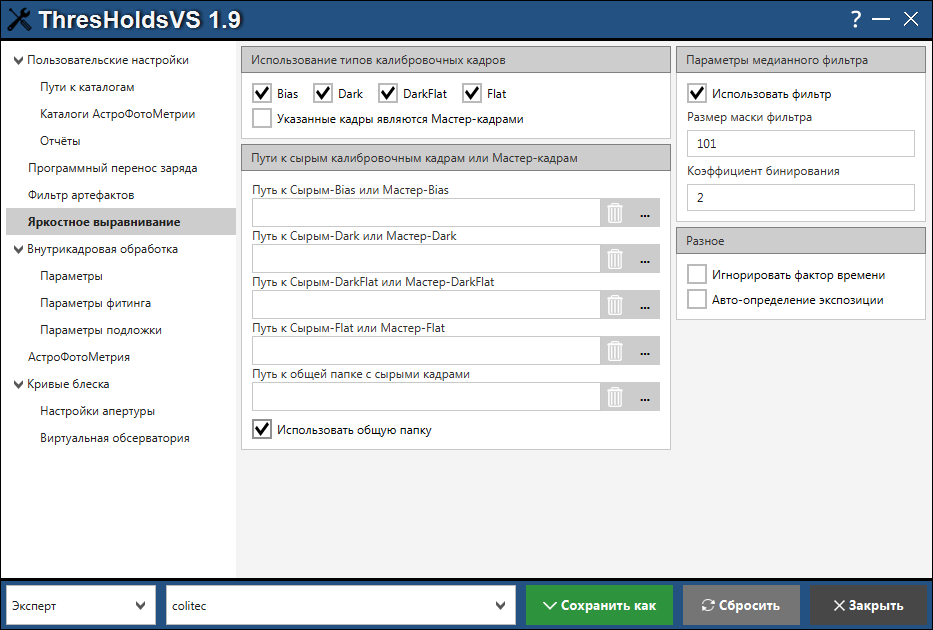 ThresHoldsVS 1.9
?
Пользовательские настройки
Пути к каталогам
Каталоги АстроФотоМетрии
Отчёты
Программный перенос заряда
Фильтр артефактов
Яркостное выравнивание
Внутрикадровая обработка
Параметры
Параметры фитинга
Параметры подложки
АстроФотоМетрия
Кривые блеска
Настройки апертуры
Виртуальная обсерватория
Использование типов калибровочных кадров
Bias Dark DarkFlat Flat
Указанные кадры являются Мастер-кадрами
Пути к сырым калибровочным кадрам или Мастер-кадрам
Путь к Сырым-Bias или Мастер-Bias
...
Путь к Сырым-Dark или Мастер-Dark
...
Путь к Сырым-DarkFlat или Мастер-DarkFlat
...
Путь к Сырым-Flat или Мастер-Flat
...
Путь к общей папке с сырыми кадрами
...
Использовать общую папку
Параметры медианного фильтра
Использовать фильтр
Размер маски фильтра
101
Коэффициент бинирования
2
Разное
Игнорировать фактор времени
Авто-определение экспозиции
Эксперт
colitec
Сохранить как
Сбросить
Закрыть